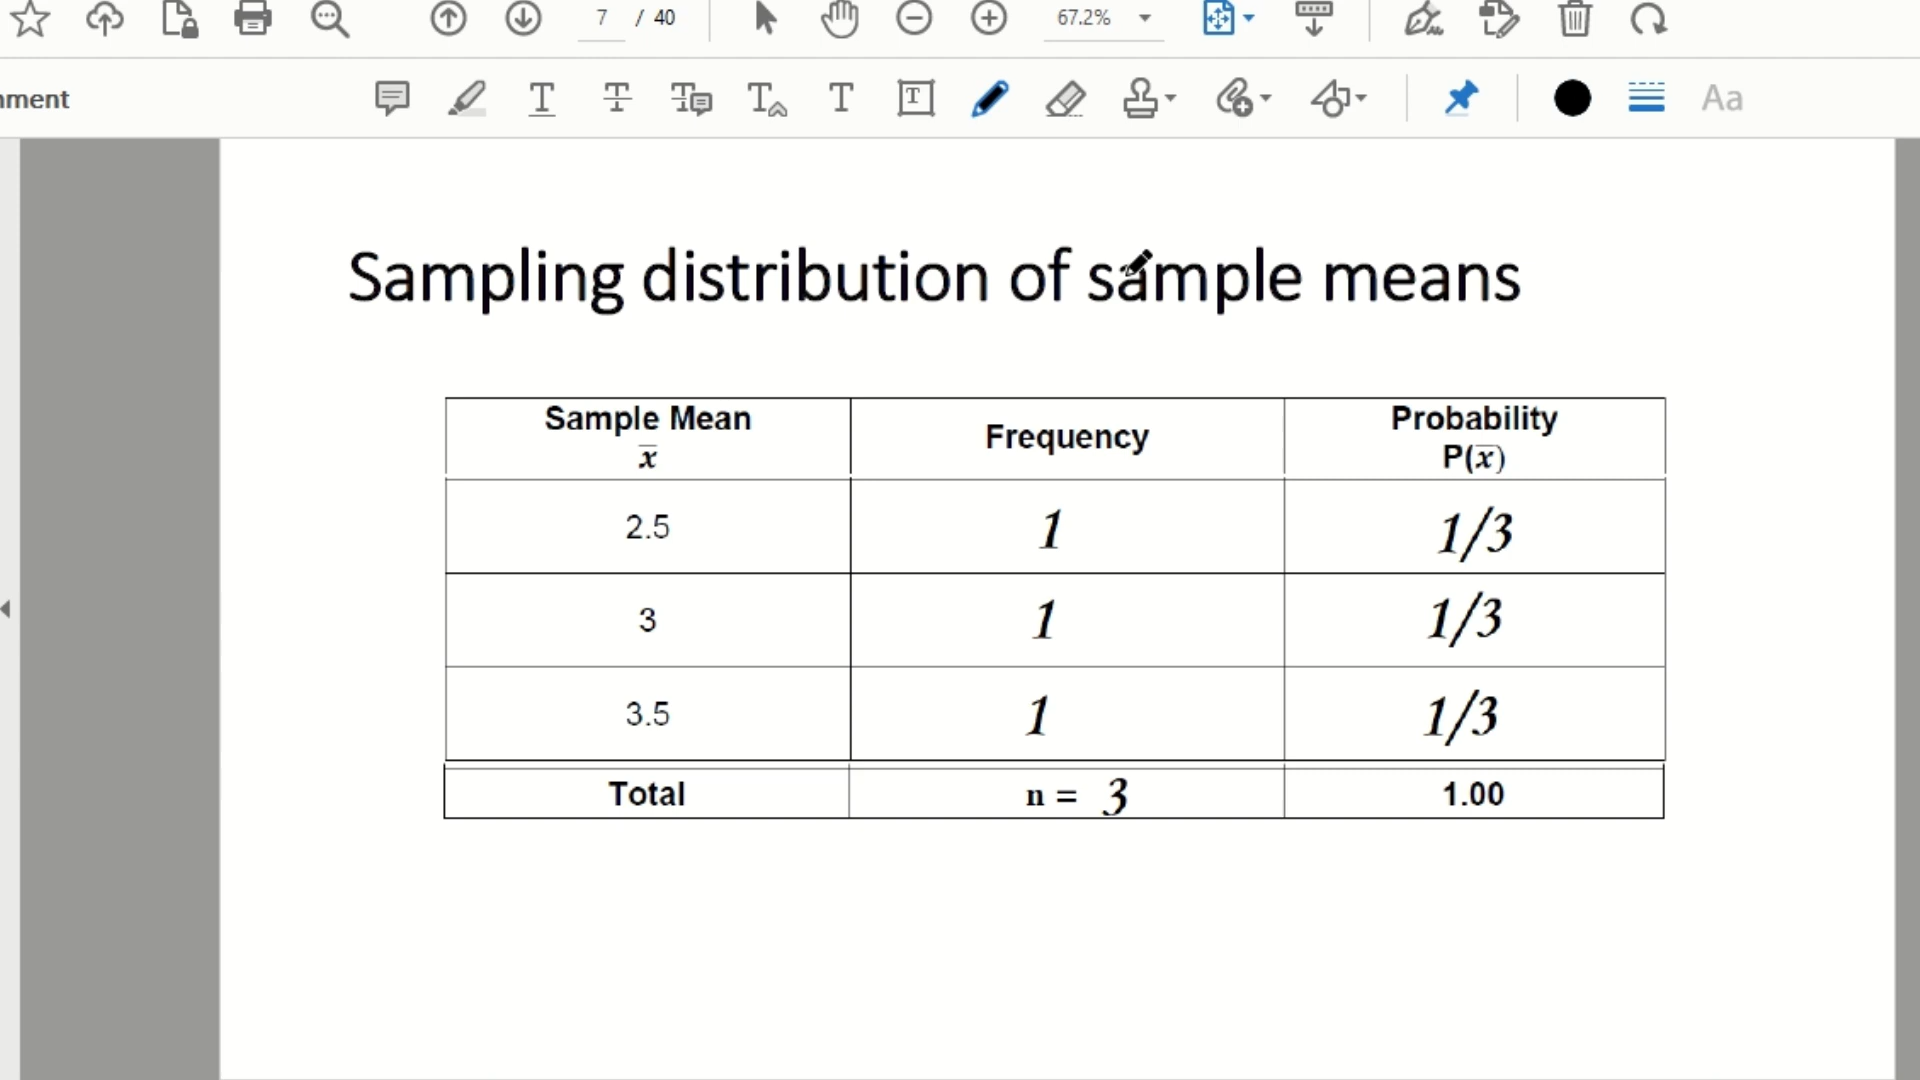 7 / 40
67.2%
nment
Aa
Sampling distribution of sample means
Sample Mean
x̅
Frequency
Probability
P(x̅)
2.5
1
1/3
3
1
1/3
3.5
1
1/3
Total
n = 3
1.00